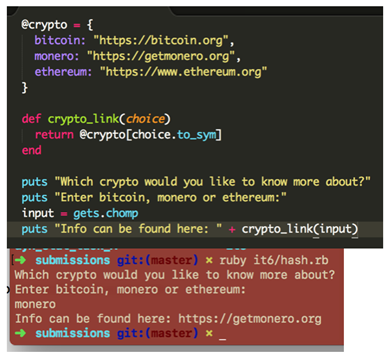 @crypto = {
  bitcoin: "https://bitcoin.org",
  monero: "https://getmonero.org",
  ethereum: "https://www.ethereum.org"
}
def crypto_link(choice)
  return @crypto[choice.to_sym]
end
puts "Which crypto would you like to know more about?"
puts "Enter bitcoin, monero or ethereum:"
input = gets.chomp
puts "Info can be found here: " + crypto_link(input)
[➜ submissions git:(master) × ruby it6/hash.rb
Which crypto would you like to know more about?
Enter bitcoin, monero or ethereum:
monero
Info can be found here: https://getmonero.org
➜ submissions git:(master) × _